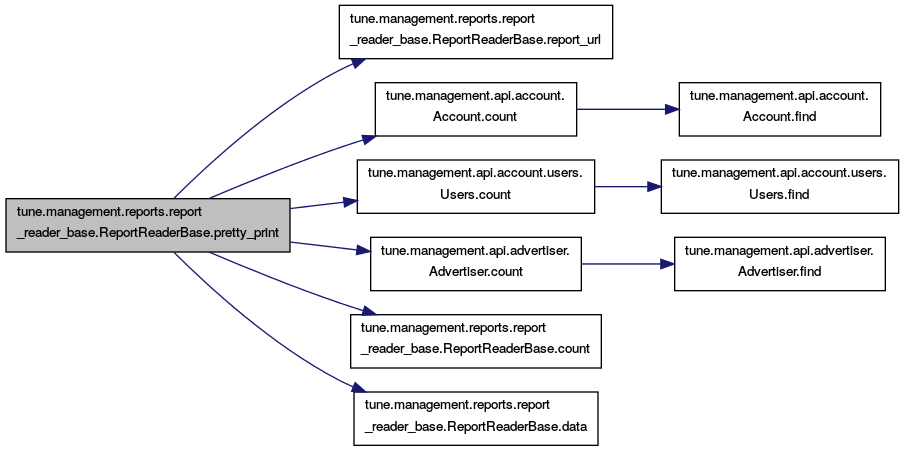 tune.management.reports.report
_reader_base.ReportReaderBase.report_url
tune.management.api.account.
Account.count
tune.management.api.account.
Account.find
tune.management.api.account.users.
Users.count
tune.management.api.account.users.
Users.find
tune.management.reports.report
_reader_base.ReportReaderBase.pretty_print
tune.management.api.advertiser.
Advertiser.count
tune.management.api.advertiser.
Advertiser.find
tune.management.reports.report
_reader_base.ReportReaderBase.count
tune.management.reports.report
_reader_base.ReportReaderBase.data